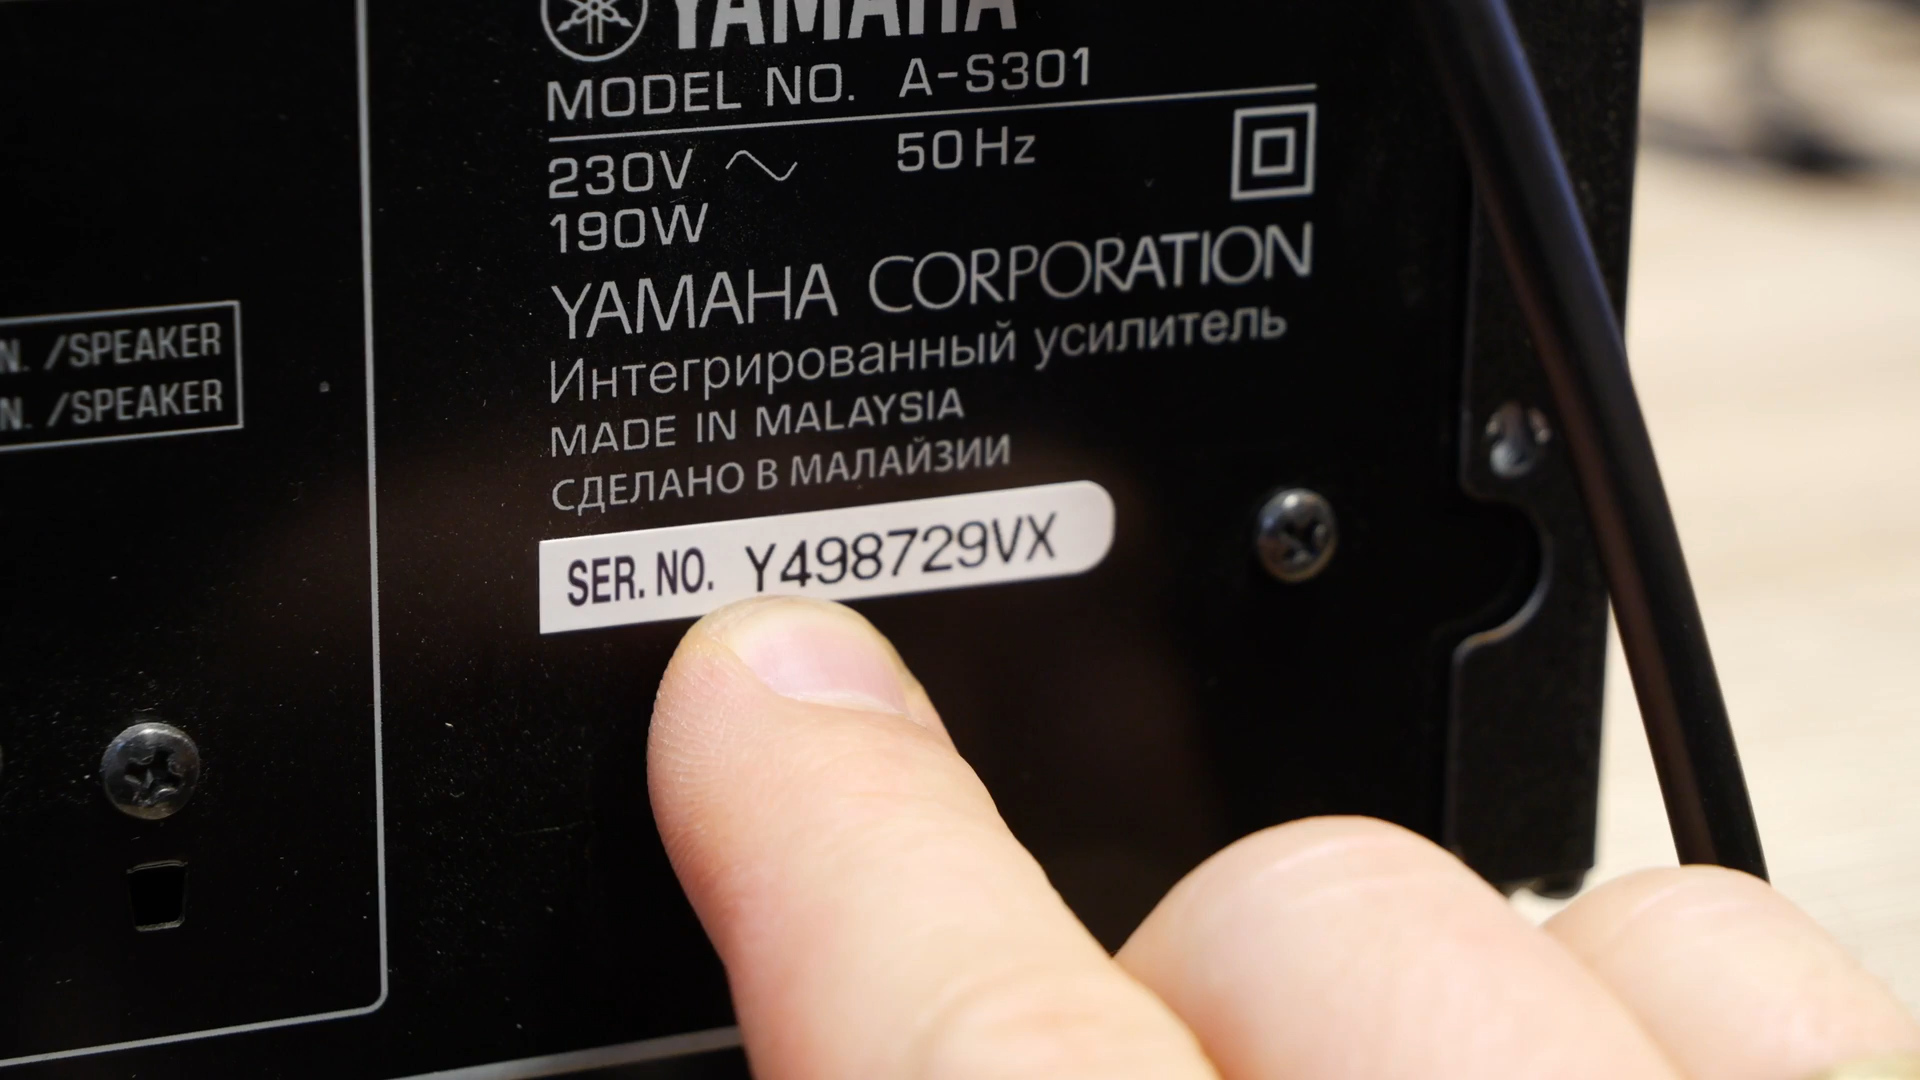 YAMAHA
MODEL NO. A-S301
230V 50Hz
190W
YAMAHA CORPORATION
Интегрированный усилитель
MADE IN MALAYSIA
СДЕЛАНО В МАЛАЙЗИИ
SER. NO. Y498729VX
N. /SPEAKER
N. /SPEAKER